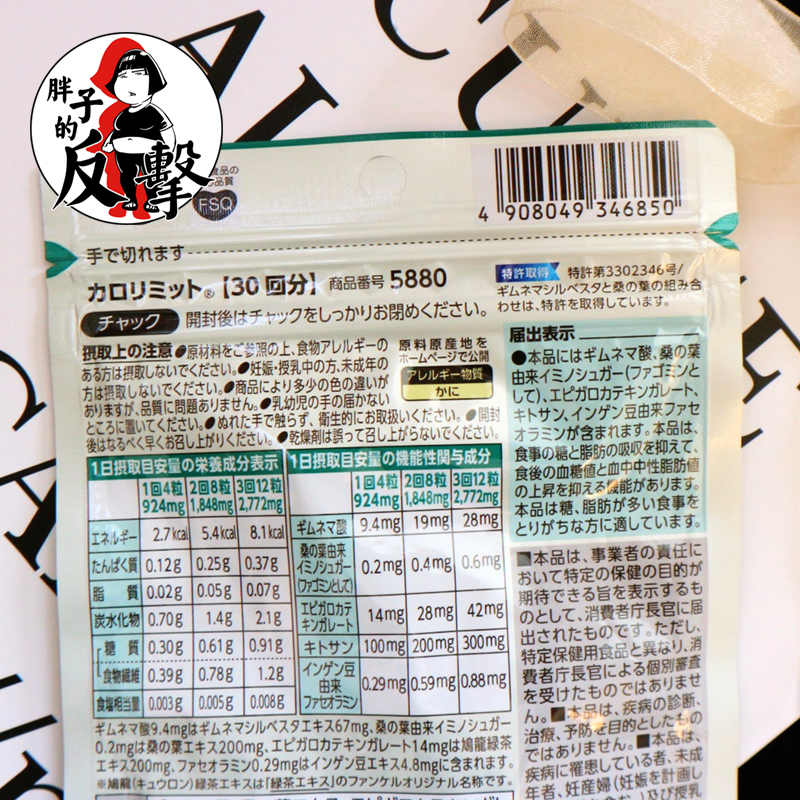 胖子的
反擊
食品の
品質
FSQ
4 908049 346850
手で切れます
カロリミット®【30回分】 商品番号 5880
特許取得 特許第3302346号/
ギムネマシルベスタと桑の葉の組み合
わせは、特許を取得しています。
チャック 開封後はチャックをしっかりお閉めください。
摂取上の注意 ●原材料をご参照の上、食物アレルギーの
ある方は摂取しないでください。●妊娠・授乳中の方、未成年の
方は摂取しないでください。●商品により多少の色の違いが
ありますが、品質に問題ありません。●乳幼児の手の届かない
ところに置いてください。●ぬれた手で触らず、衛生的にお取扱いください。●開封
後はなるべく早くお召し上がりください。●乾燥剤は誤って召し上がらないでください。
原料原産地を
ホームページで公開
アレルギー物質
かに
届出表示
●本品にはギムネマ酸、桑の葉
由来イミノシュガー(ファゴミンと
して)、エピガロカテキンガレート、
キトサン、インゲン豆由来ファセ
オラミンが含まれます。本品は、
食事の糖と脂肪の吸収を抑えて、
食後の血糖値と血中中性脂肪値
の上昇を抑える機能があります。
本品は糖、脂肪が多い食事を
とりがちな方に適しています。
1日摂取目安量の栄養成分表示
1回4粒 924mg 2回8粒 1,848mg 3回12粒 2,772mg
エネルギー 2.7kcal 5.4kcal 8.1kcal
たんぱく質 0.12g 0.25g 0.37g
脂質 0.02g 0.05g 0.07g
炭水化物 0.70g 1.4g 2.1g
糖質 0.30g 0.61g 0.91g
食物繊維 0.39g 0.78g 1.2g
食塩相当量 0.003g 0.005g 0.008g
1日摂取目安量の機能性関与成分
1回4粒 924mg 2回8粒 1,848mg 3回12粒 2,772mg
ギムネマ酸 9.4mg 19mg 28mg
桑の葉由来
イミノシュガー
(ファゴミンとして) 0.2mg 0.4mg 0.6mg
エピガロカテ
キンガレート 14mg 28mg 42mg
キトサン 100mg 200mg 300mg
インゲン豆
由来
ファセオラミン 0.29mg 0.59mg 0.88mg
ギムネマ酸9.4mgはギムネマシルベスタエキス67mg、桑の葉由来イミノシュガー
0.2mgは桑の葉エキス200mg、エピガロカテキンガレート14mgは鳩龍緑茶
エキス200mg、ファセオラミン0.29mgはインゲン豆エキス4.8mgに含まれます。
※鳩龍(キュウロン)緑茶エキスは「緑茶エキス」のファンケルオリジナル名称です。
■本品は、事業者の責任に
おいて特定の保健の目的が
期待できる旨を表示するも
のとして、消費者庁長官に届
出されたものです。ただし、
特定保健用食品と異なり、消
費者庁長官による個別審査
を受けたものではありませ
ん。■本品は、疾病の診断、
治療、予防を目的としたもの
ではありません。■本品は、
疾病に罹患している者、未成
年者、妊産婦(妊娠を計画し